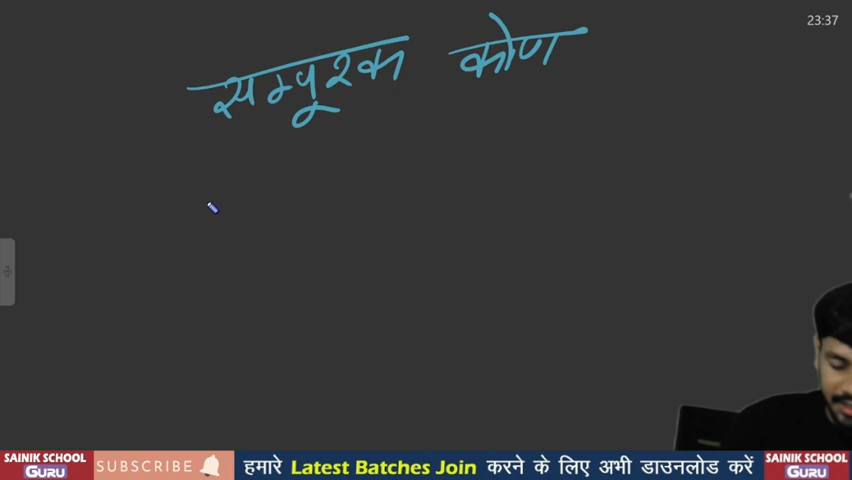 23:37
सम्पूरक कोण
SAINIK SCHOOL
GURU
SUBSCRIBE
हमारे Latest Batches Join करने के लिए अभी डाउनलोड करें
SAINIK SCHOOL
GURU